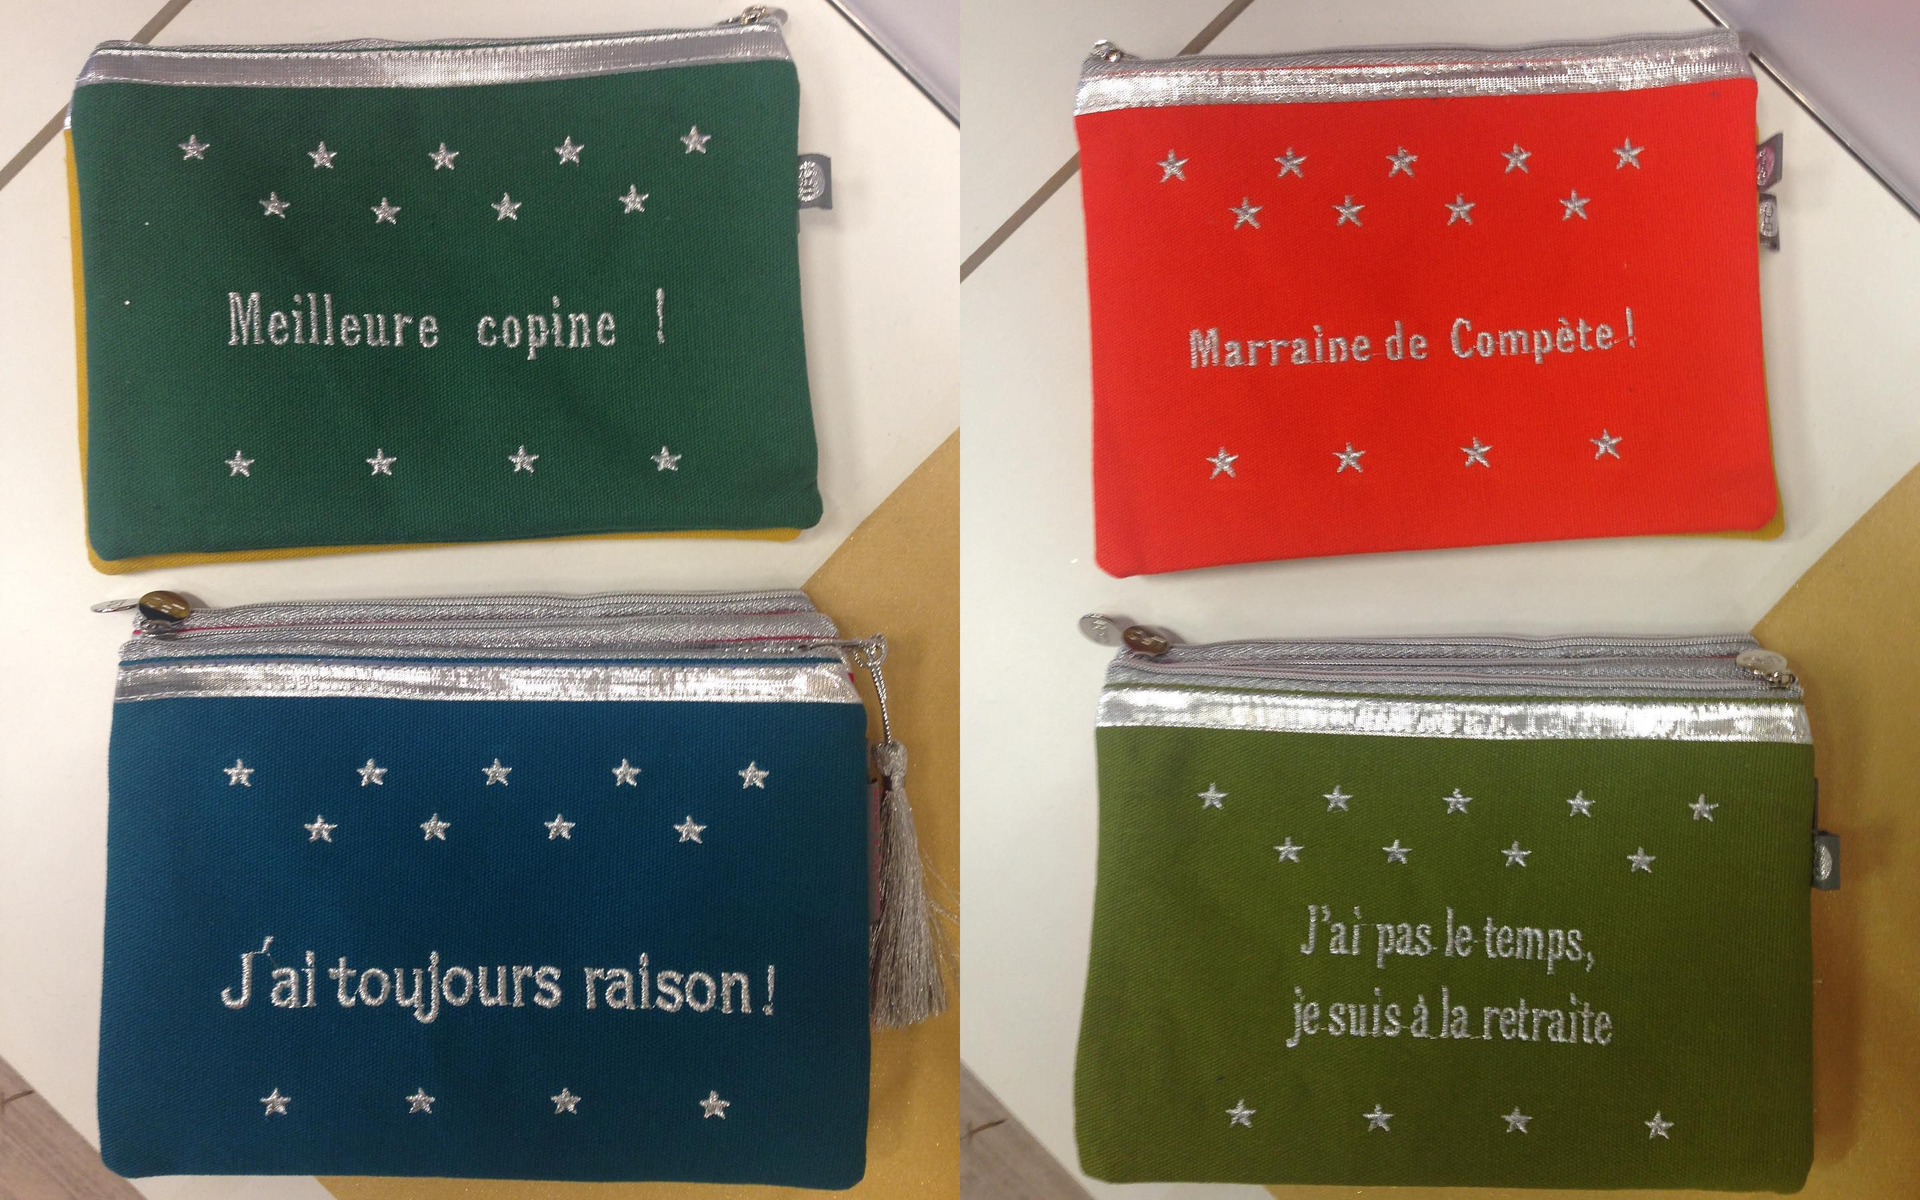 Meilleure copine !
Marraine de Compète !
J'ai toujours raison !
J'ai pas le temps,
je suis à la retraite